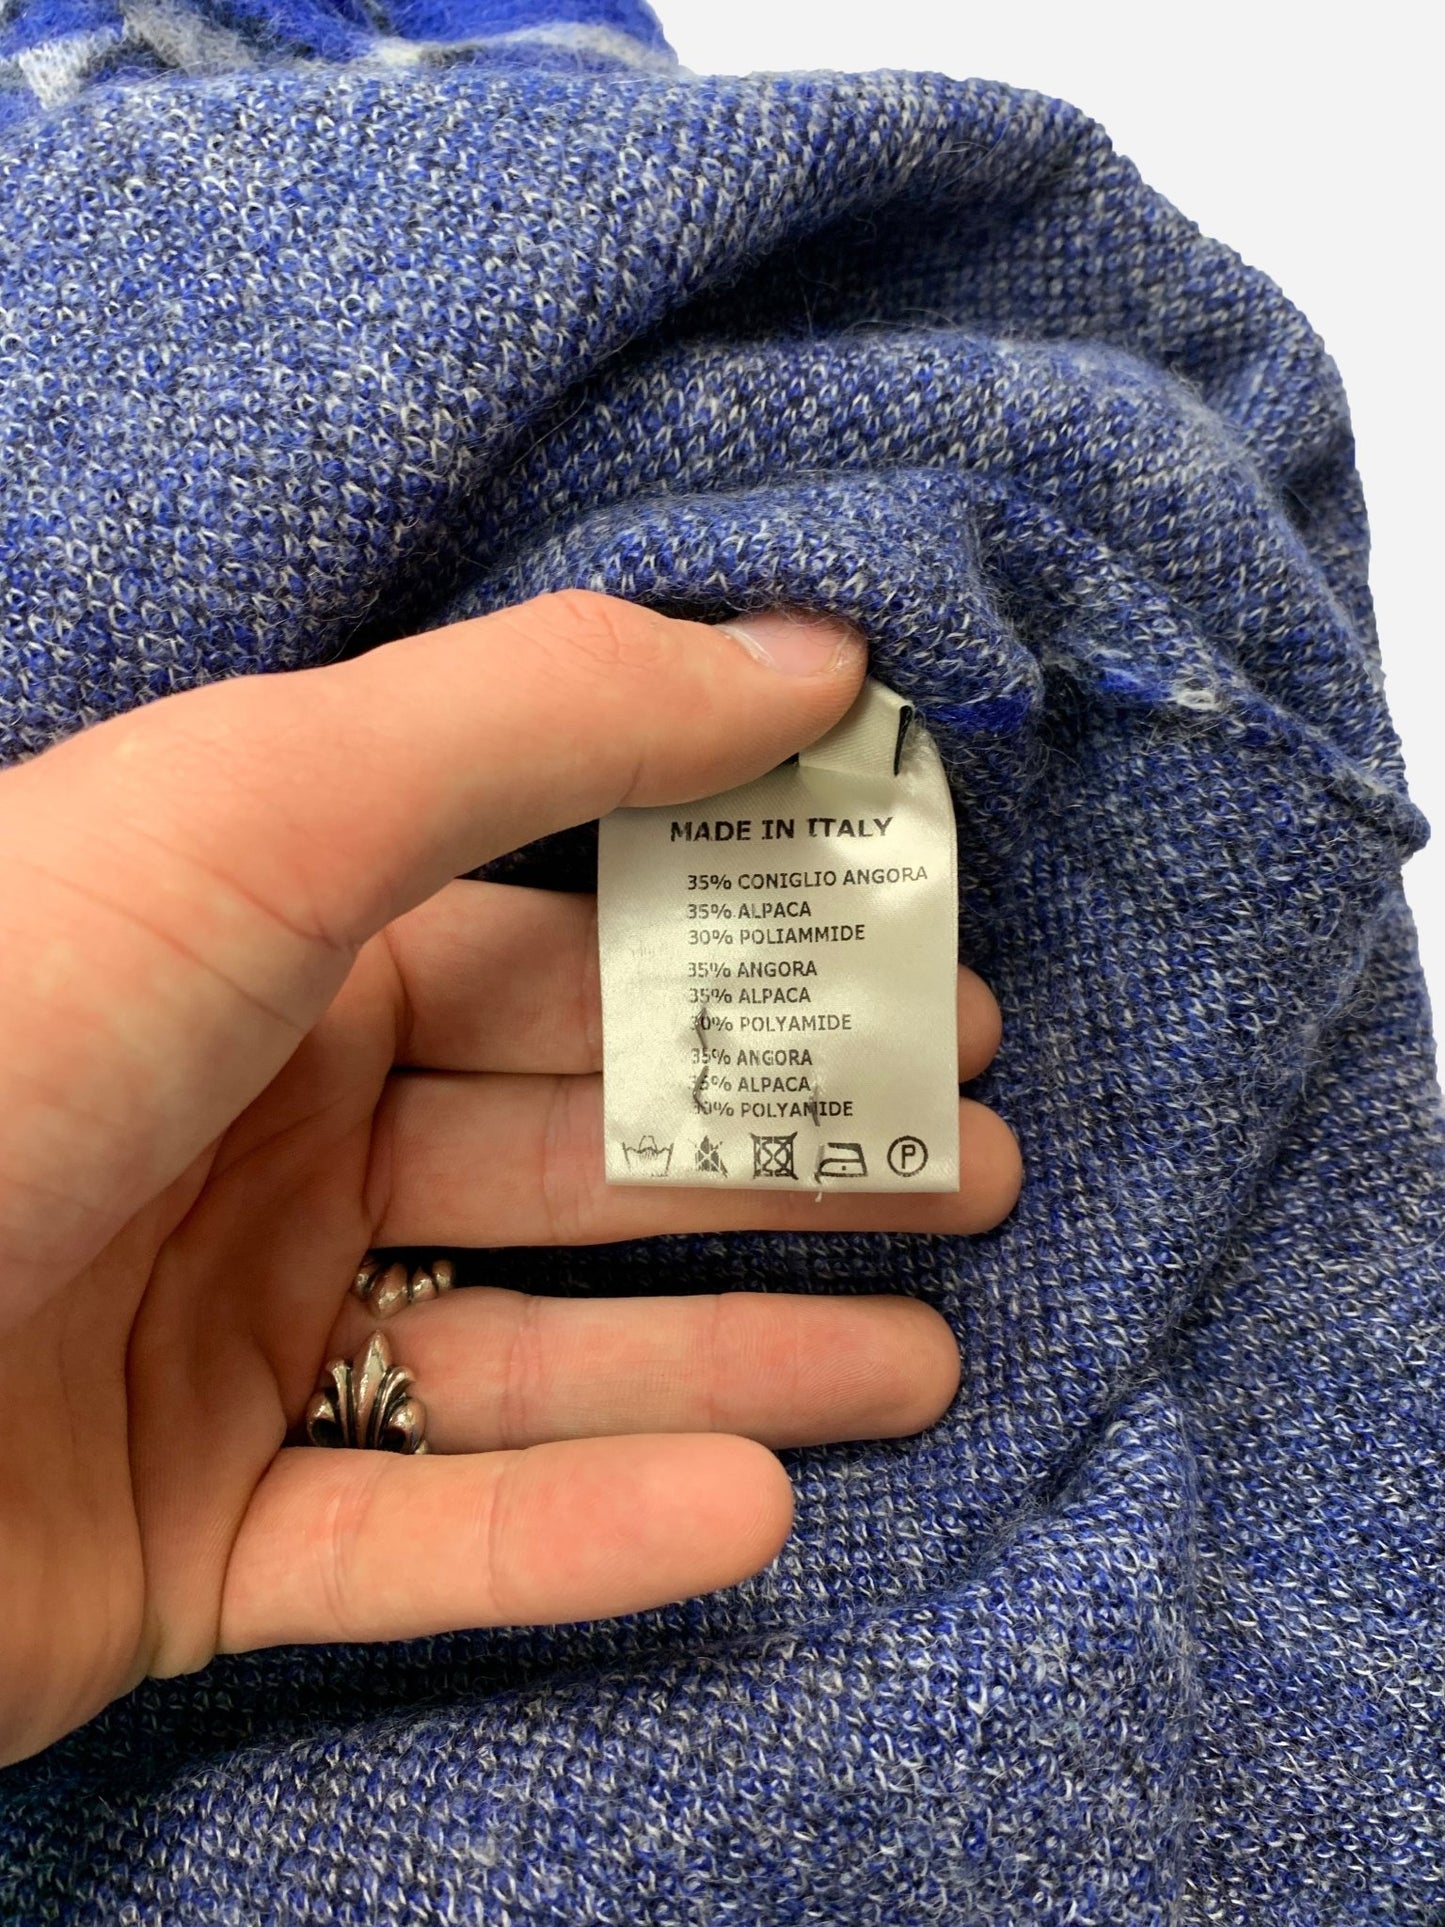 MADE IN ITALY
35% CONIGLIO ANGORA
35% ALPACA
30% POLIAMMIDE
35% ANGORA
35% ALPACA
30% POLYAMIDE
35% ANGORA
35% ALPACA
30% POLYAMIDE
P